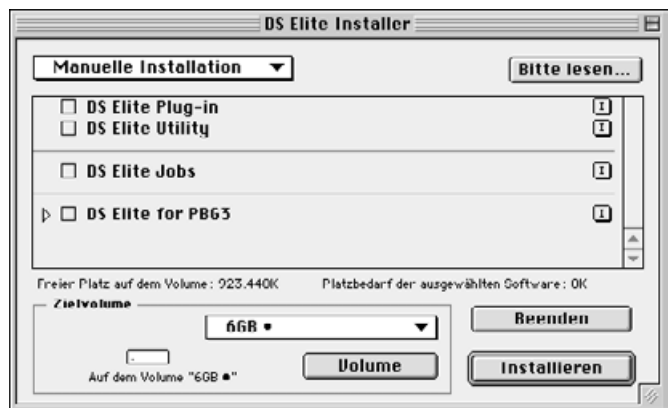 DS Elite Installer
Manuelle Installation
Bitte lesen...
DS Elite Plug-in
I
DS Elite Utility
I
DS Elite Jobs
I
DS Elite for PBG3
I
Freier Platz auf dem Volume: 923.440K
Platzbedarf der ausgewählten Software: 0K
Zielvolume
6GB •
Beenden
Auf dem Volume "6GB •"
Volume
Installieren